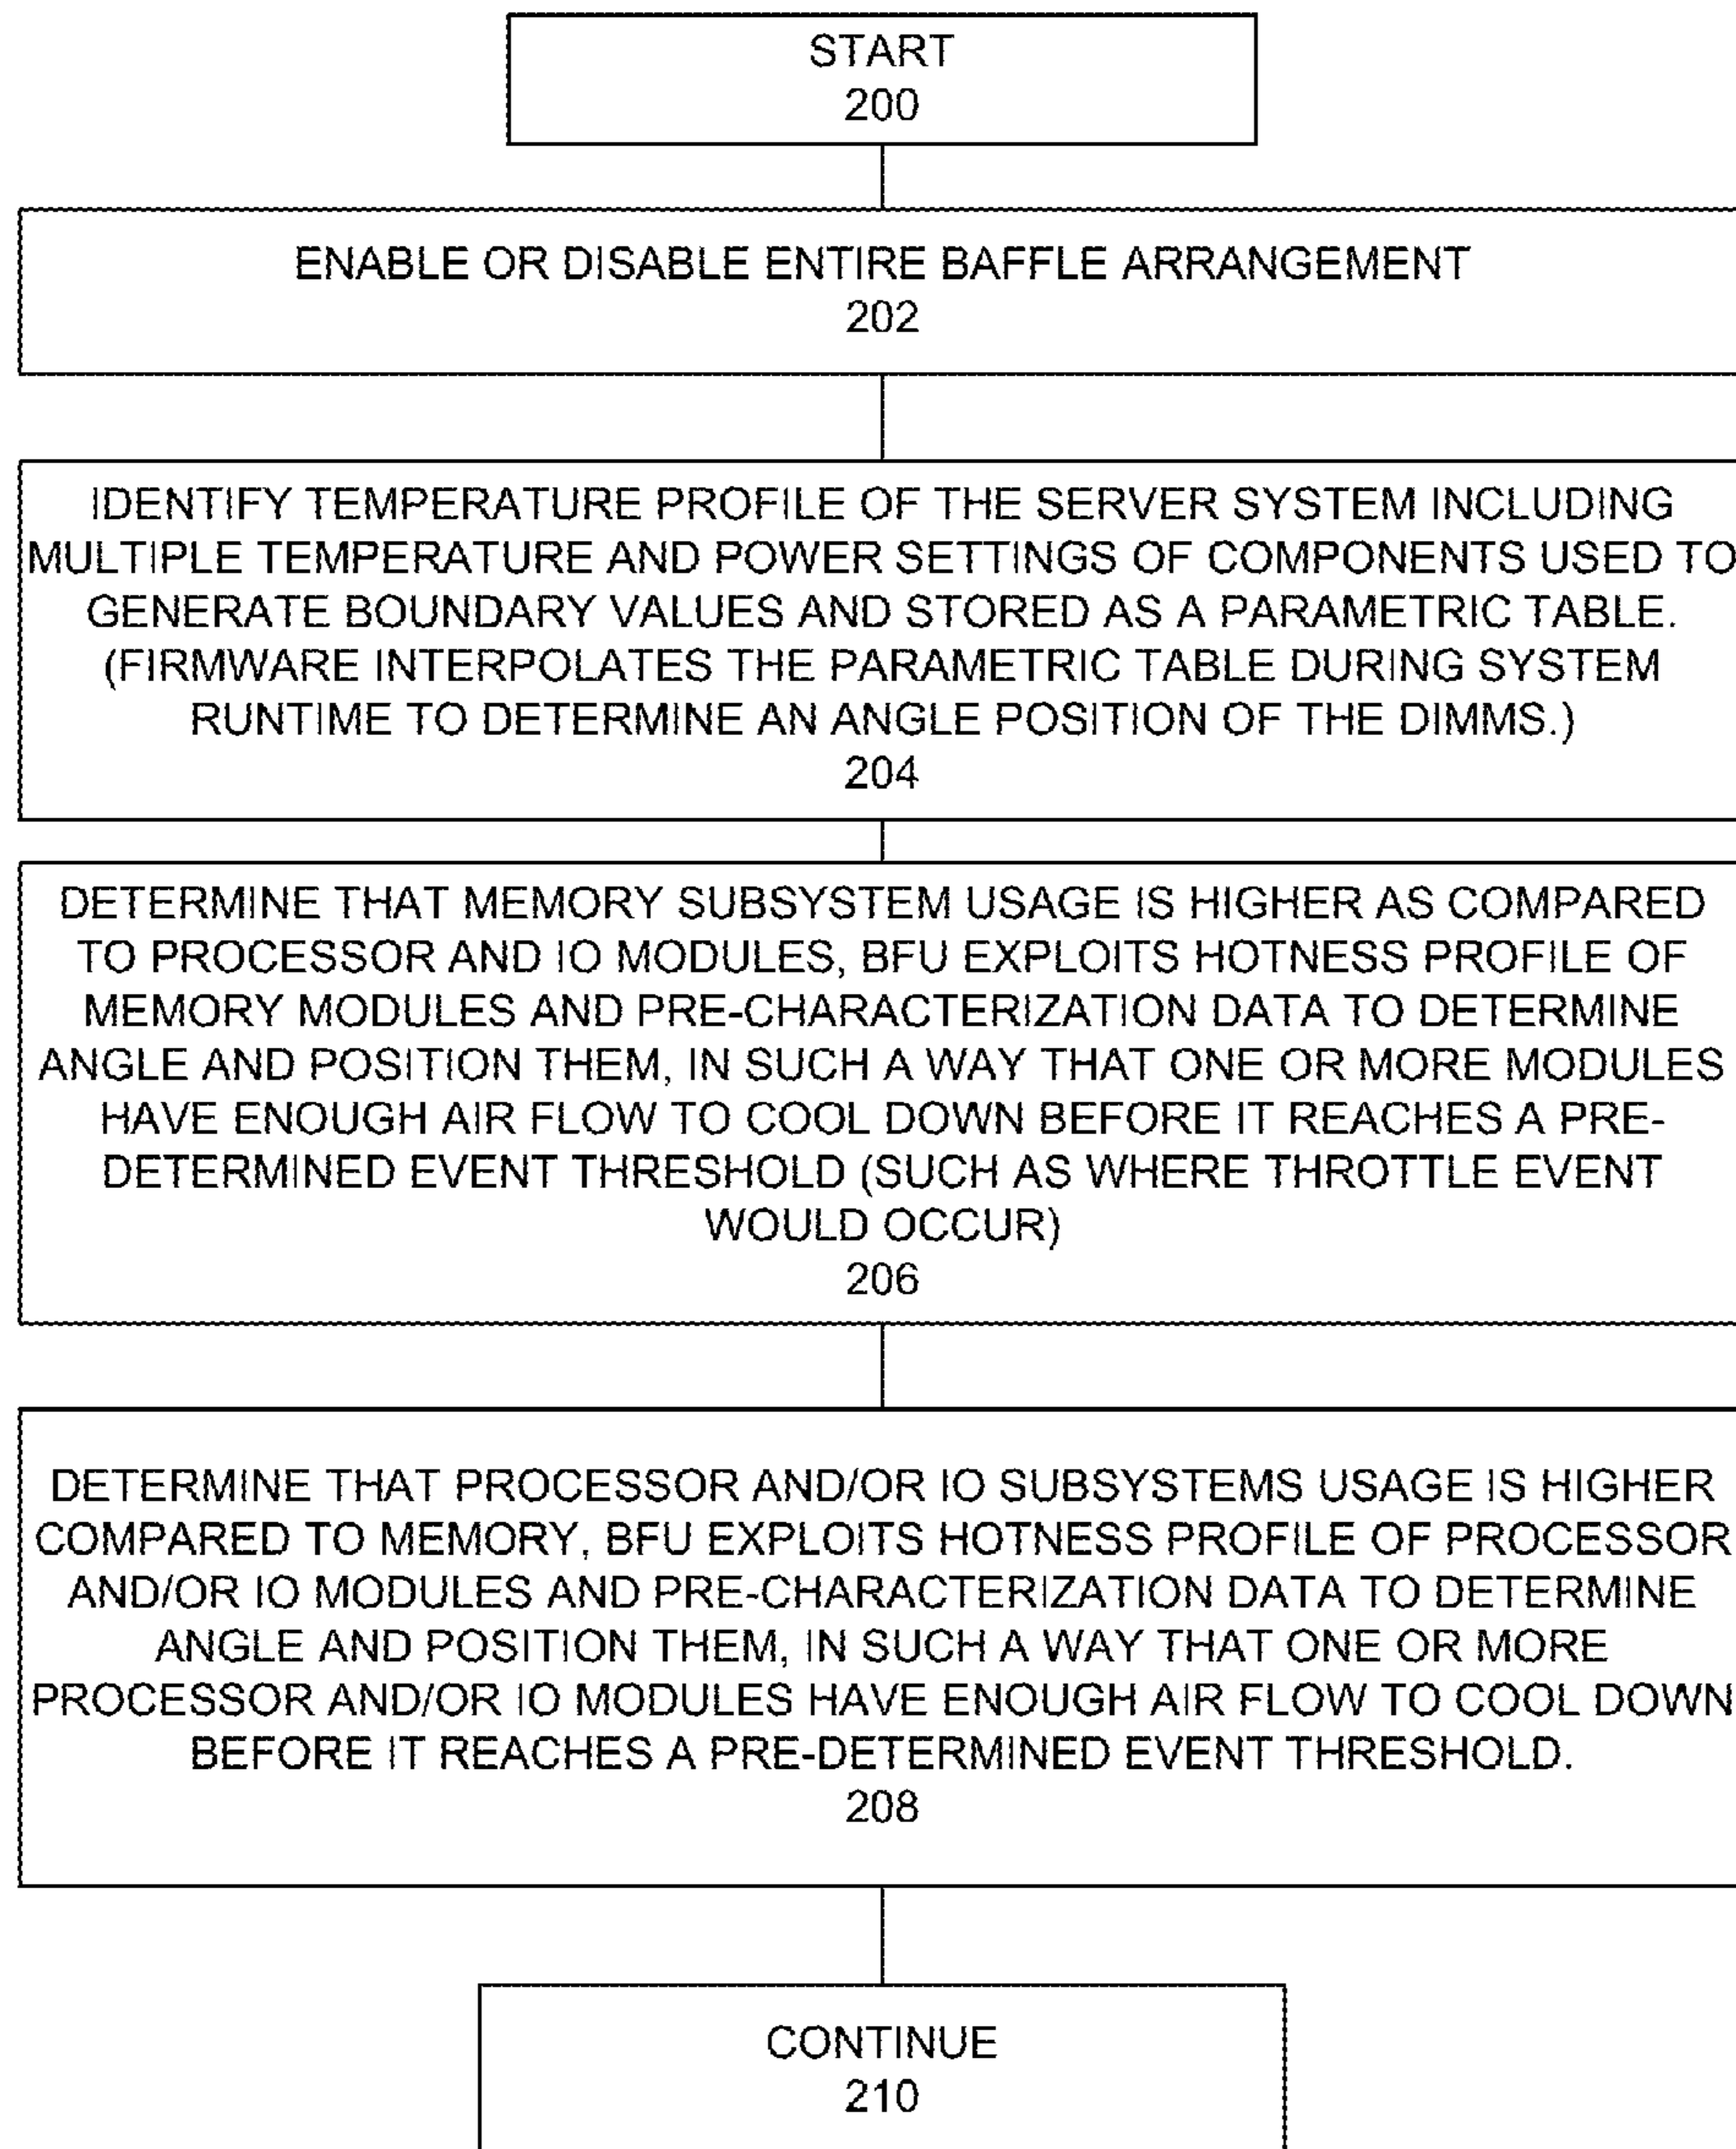 START
200
ENABLE OR DISABLE ENTIRE BAFFLE ARRANGEMENT
202
IDENTIFY TEMPERATURE PROFILE OF THE SERVER SYSTEM INCLUDING
MULTIPLE TEMPERATURE AND POWER SETTINGS OF COMPONENTS USED TO
GENERATE BOUNDARY VALUES AND STORED AS A PARAMETRIC TABLE.
(FIRMWARE INTERPOLATES THE PARAMETRIC TABLE DURING SYSTEM
RUNTIME TO DETERMINE AN ANGLE POSITION OF THE DIMMS.)
204
DETERMINE THAT MEMORY SUBSYSTEM USAGE IS HIGHER AS COMPARED
TO PROCESSOR AND IO MODULES, BFU EXPLOITS HOTNESS PROFILE OF
MEMORY MODULES AND PRE-CHARACTERIZATION DATA TO DETERMINE
ANGLE AND POSITION THEM, IN SUCH A WAY THAT ONE OR MORE MODULES
HAVE ENOUGH AIR FLOW TO COOL DOWN BEFORE IT REACHES A PRE-
DETERMINED EVENT THRESHOLD (SUCH AS WHERE THROTTLE EVENT
WOULD OCCUR)
206
DETERMINE THAT PROCESSOR AND/OR IO SUBSYSTEMS USAGE IS HIGHER
COMPARED TO MEMORY, BFU EXPLOITS HOTNESS PROFILE OF PROCESSOR
AND/OR IO MODULES AND PRE-CHARACTERIZATION DATA TO DETERMINE
ANGLE AND POSITION THEM, IN SUCH A WAY THAT ONE OR MORE
PROCESSOR AND/OR IO MODULES HAVE ENOUGH AIR FLOW TO COOL DOWN
BEFORE IT REACHES A PRE-DETERMINED EVENT THRESHOLD.
208
CONTINUE
210